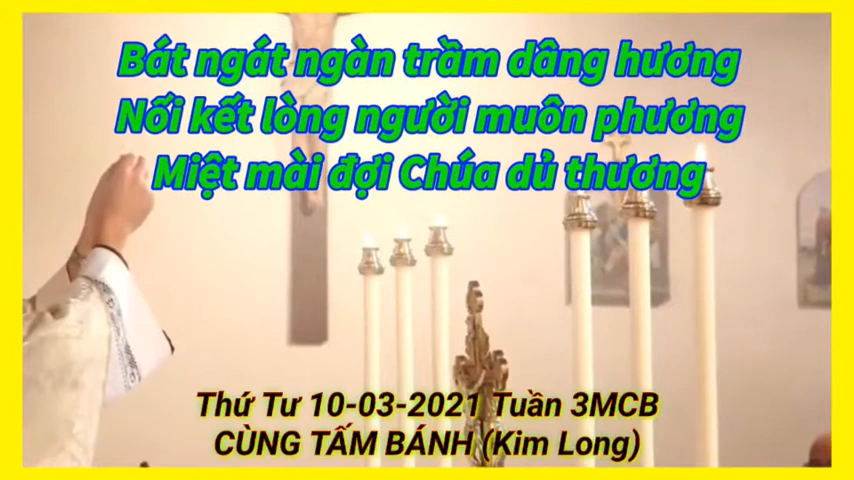 Bát ngát ngàn trầm dâng hương
Nối kết lòng người muôn phương
Miệt mài đợi Chúa dủ thương
Thứ Tư 10-03-2021 Tuần 3MCB
CÙNG TẤM BÁNH (Kim Long)